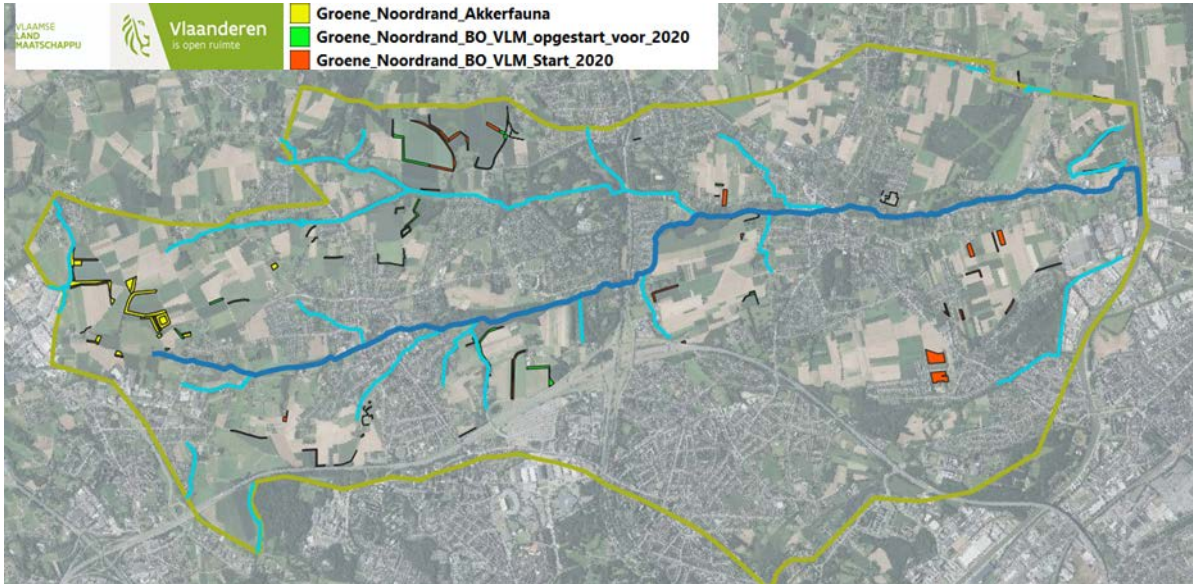 VLAAMSE
LAND
MAATSCHAPPIJ
Vlaanderen
is open ruimte
Groene_Noordrand_Akkerfauna
Groene_Noordrand_BO_VLM_opgestart_voor_2020
Groene_Noordrand_BO_VLM_Start_2020